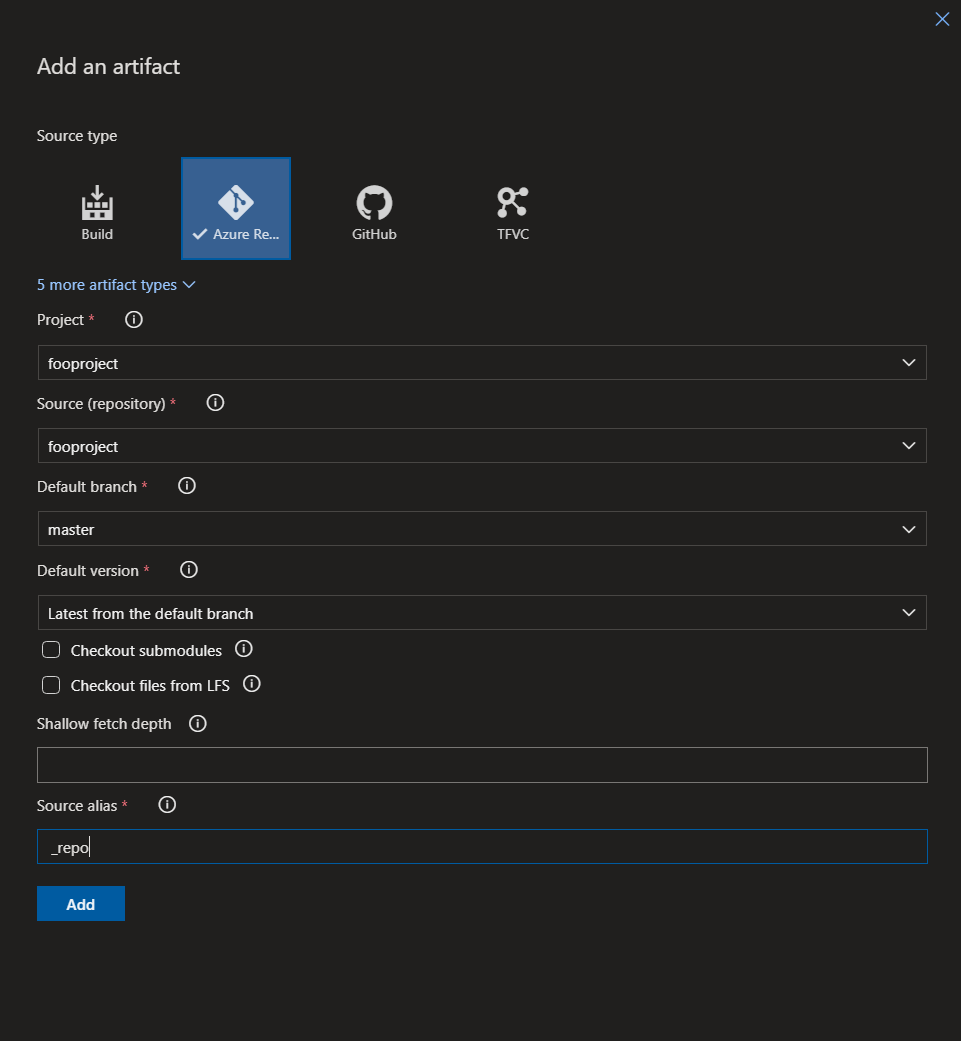 Add an artifact
Source type
Build
Azure Re...
GitHub
TFVC
5 more artifact types
Project *
fooproject
Source (repository) *
fooproject
Default branch *
master
Default version *
Latest from the default branch
Checkout submodules
Checkout files from LFS
Shallow fetch depth
Source alias *
_repo
Add